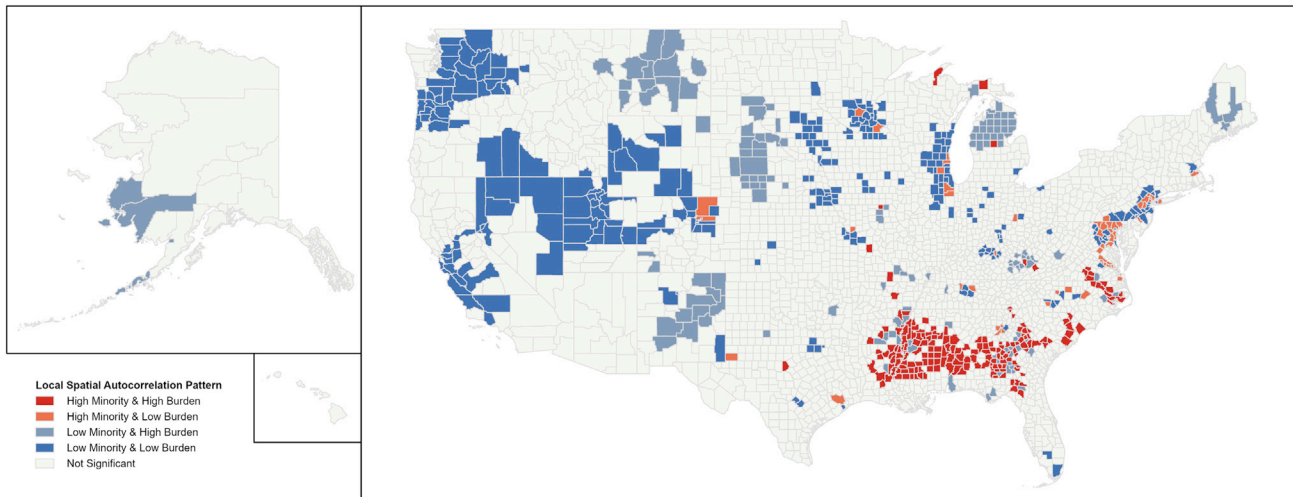 Local Spatial Autocorrelation Pattern
High Minority & High Burden
High Minority & Low Burden
Low Minority & High Burden
Low Minority & Low Burden
Not Significant